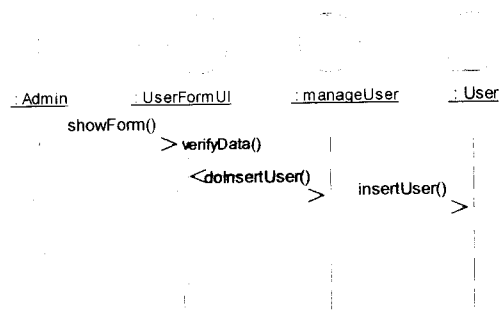 : Admin : UserFormUI : manageUser : User
showForm()
verifyData()
doInsertUser()
insertUser()